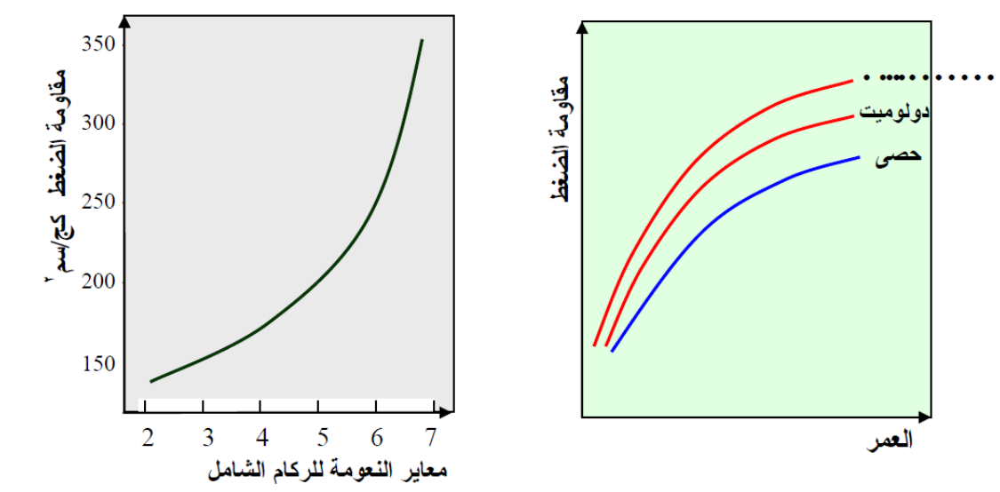 350
300
250
200
150
مقاومة الضغط كج/سم٢
2 3 4 5 6 7
معاير النعومة للركام الشامل
مقاومة الضغط
............
دولوميت
حصى
العمر